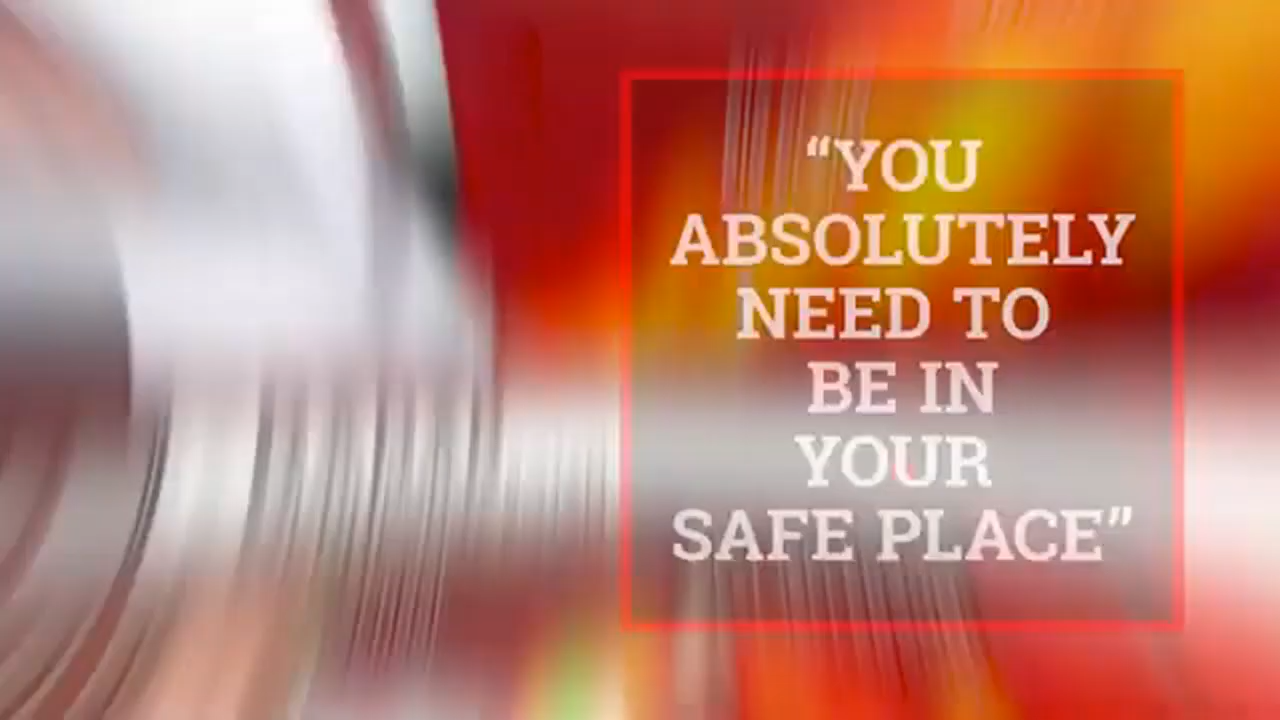 “YOU
ABSOLUTELY
NEED TO
BE IN
YOUR
SAFE PLACE”